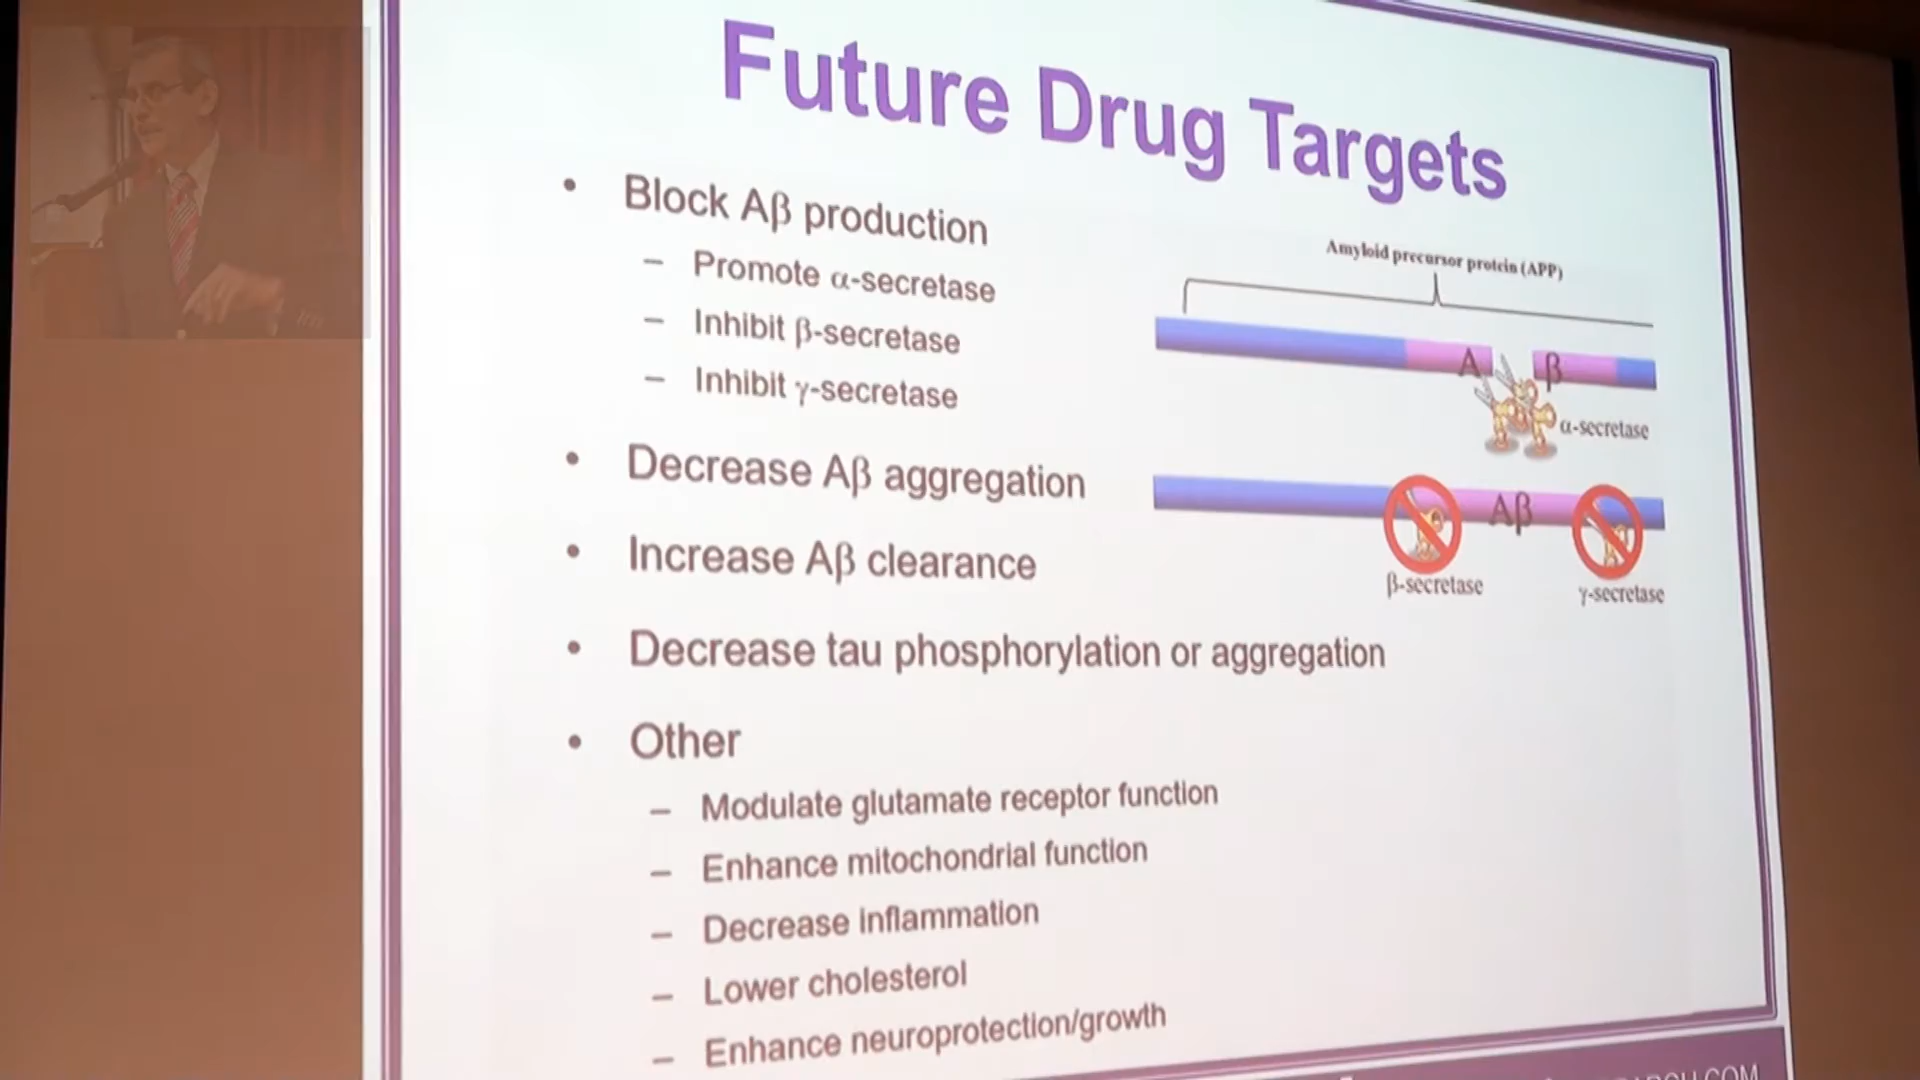 Future Drug Targets
• Block Aβ production
– Promote α-secretase
– Inhibit β-secretase
– Inhibit γ-secretase
• Decrease Aβ aggregation
• Increase Aβ clearance
• Decrease tau phosphorylation or aggregation
• Other
– Modulate glutamate receptor function
– Enhance mitochondrial function
– Decrease inflammation
– Lower cholesterol
– Enhance neuroprotection/growth
Amyloid precursor protein (APP)
A β
α-secretase
Aβ
β-secretase
γ-secretase